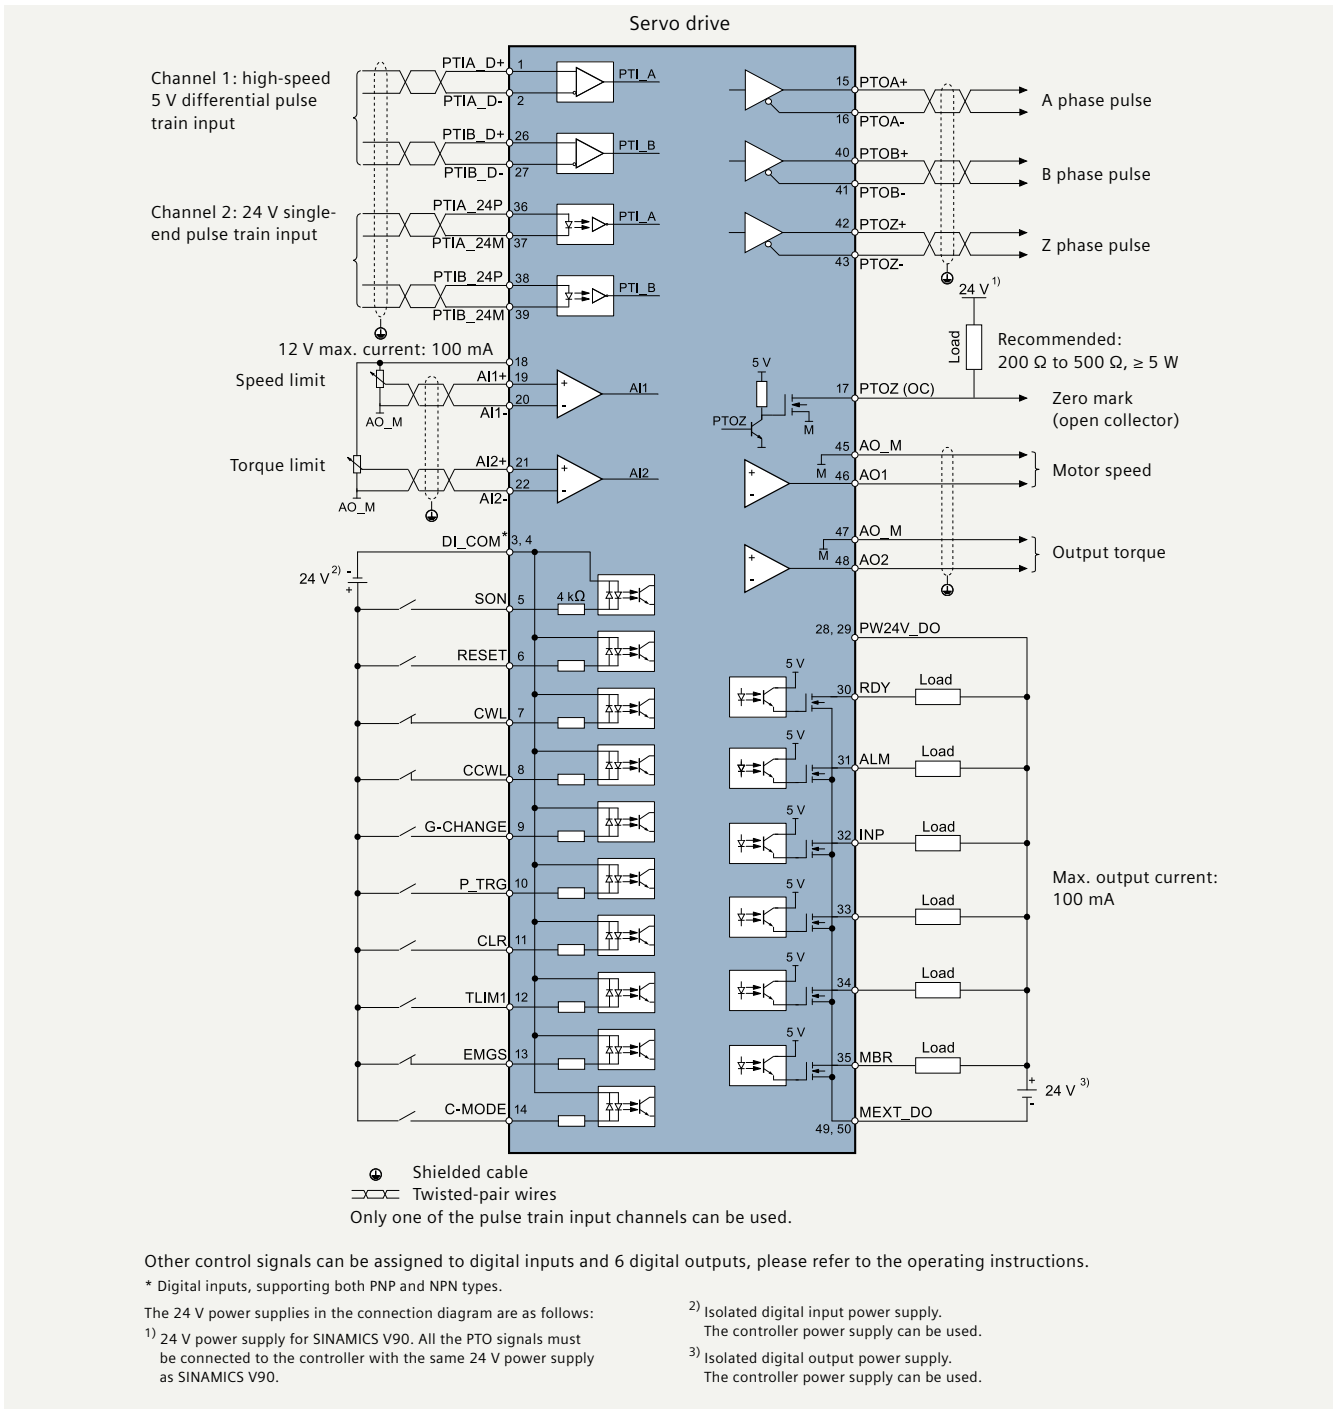 Servo drive
Channel 1: high-speed
5 V differential pulse
train input
PTIA_D+
1
PTI_A
PTIA_D-
2
PTIB_D+
26
PTI_B
PTIB_D-
27
Channel 2: 24 V single-
end pulse train input
PTIA_24P
36
PTI_A
PTIA_24M
37
PTIB_24P
38
PTI_B
PTIB_24M
39
12 V max. current: 100 mA
18
Speed limit
AI1+
19
AI1
20
AI1-
AO_M
Torque limit
AI2+
21
AI2
22
AI2-
AO_M
DI_COM*
3, 4
24 V 2)
-
+
SON
5
4 kΩ
RESET
6
CWL
7
CCWL
8
G-CHANGE
9
P_TRG
10
CLR
11
TLIM1
12
EMGS
13
C-MODE
14
15
PTOA+
A phase pulse
16
PTOA-
40
PTOB+
B phase pulse
41
PTOB-
42
PTOZ+
Z phase pulse
43
PTOZ-
24 V 1)
Load
Recommended:
200 Ω to 500 Ω, ≥ 5 W
5 V
17
PTOZ (OC)
PTOZ
M
Zero mark
(open collector)
45
AO_M
M
46
AO1
Motor speed
47
AO_M
M
48
AO2
Output torque
+
-
+
-
+
-
+
-
28, 29
PW24V_DO
5 V
30
RDY
Load
5 V
31
ALM
Load
5 V
32
INP
Load
5 V
33
Load
5 V
34
Load
5 V
35
MBR
Load
Max. output current:
100 mA
+
24 V 3)
-
MEXT_DO
49, 50
Shielded cable
Twisted-pair wires
Only one of the pulse train input channels can be used.
Other control signals can be assigned to digital inputs and 6 digital outputs, please refer to the operating instructions.
* Digital inputs, supporting both PNP and NPN types.
The 24 V power supplies in the connection diagram are as follows:
1) 24 V power supply for SINAMICS V90. All the PTO signals must
be connected to the controller with the same 24 V power supply
as SINAMICS V90.
2) Isolated digital input power supply.
The controller power supply can be used.
3) Isolated digital output power supply.
The controller power supply can be used.